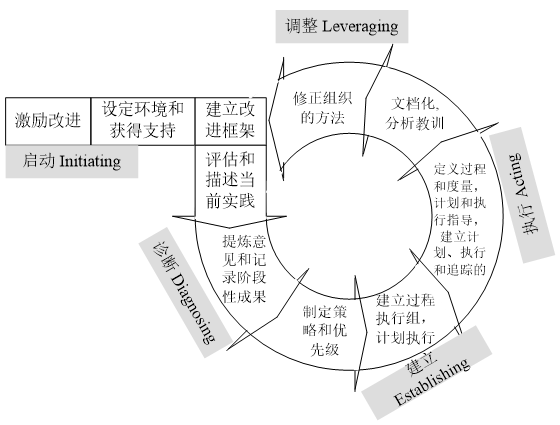 调整 Leveraging
激励改进
设定环境和
获得支持
建立改
进框架
启动 Initiating
评估和
描述当
前实践
诊断 Diagnosing
提炼意
见和记
录阶段
性成果
制定策
略和优
先级
建立
Establishing
建立过程
执行组，
计划执行
执行 Acting
定义过程
和度量，
计划和执
行指导，
建立计
划、执行
和追踪的
文档化,
分析教训
修正组织
的方法